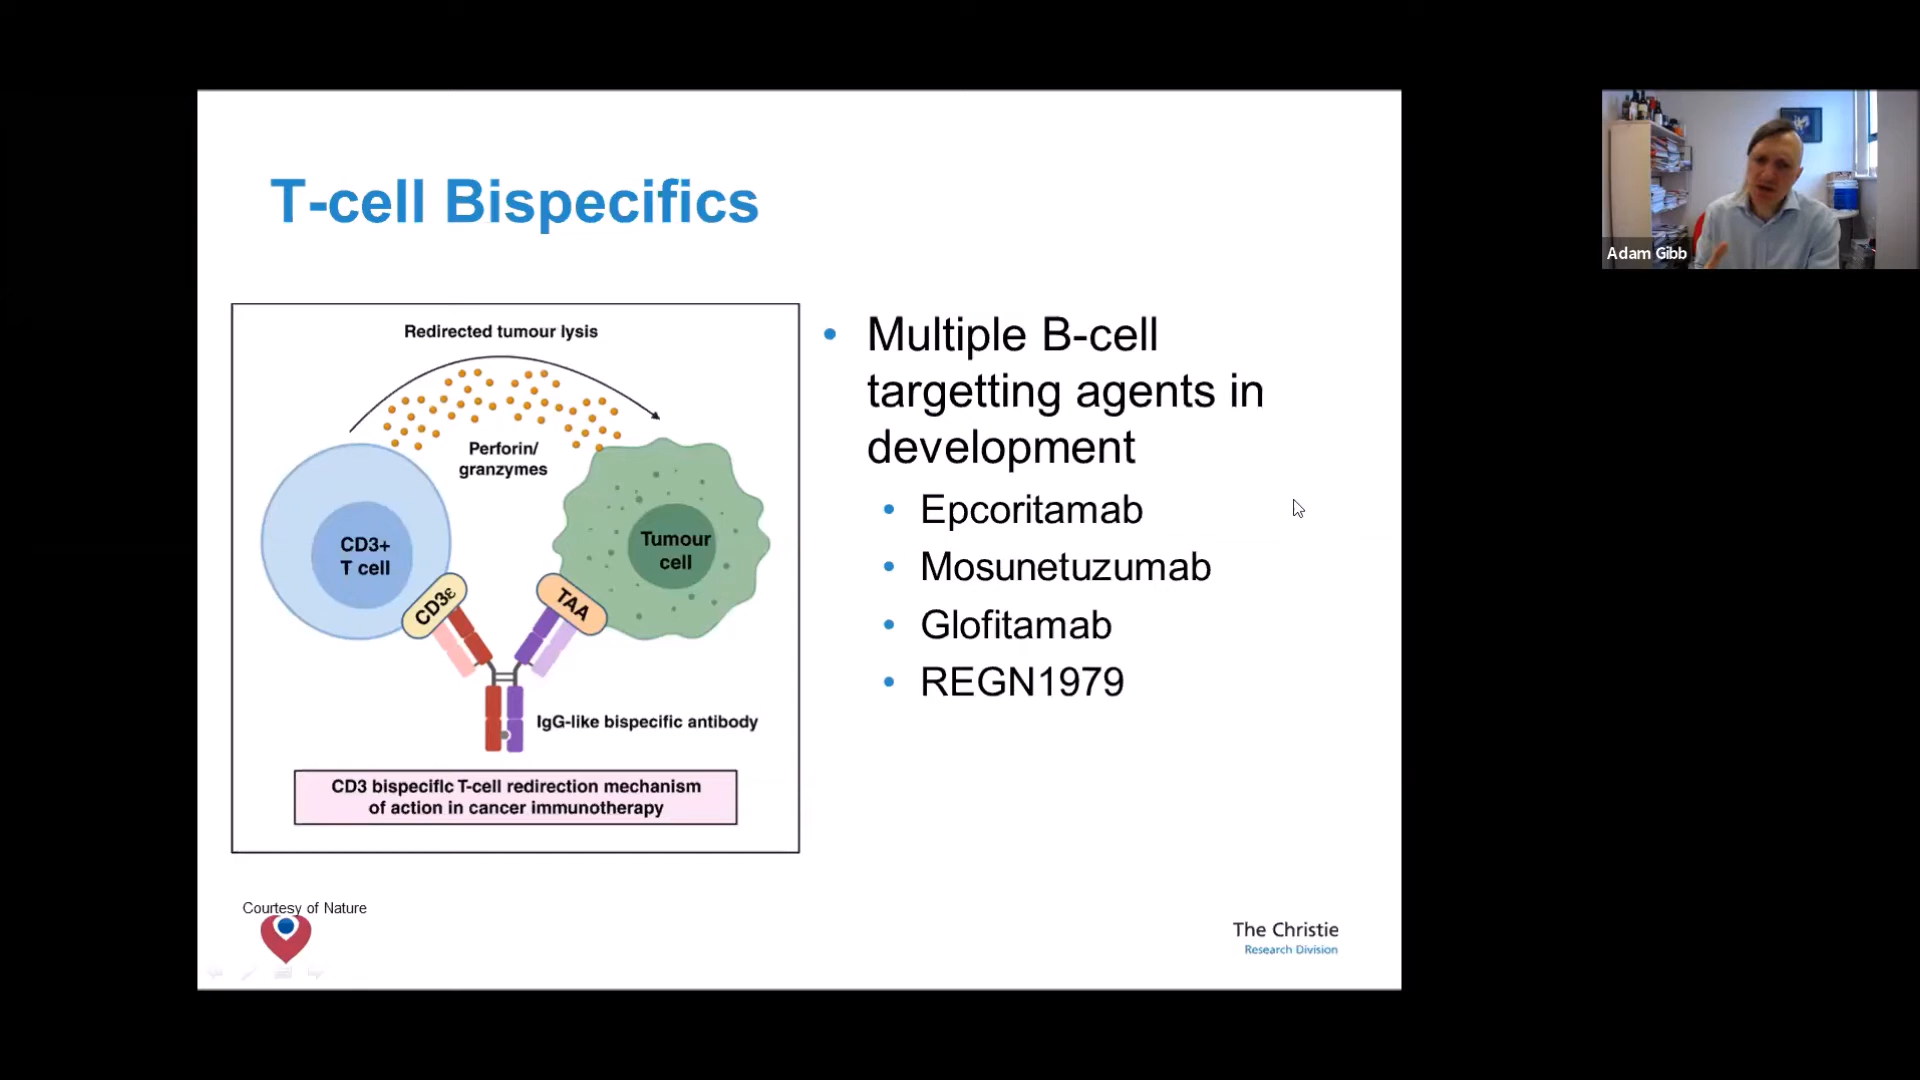 T-cell Bispecifics
Redirected tumour lysis
Perforin/
granzymes
CD3+
T cell
Tumour
cell
CD3ε
TAA
IgG-like bispecific antibody
CD3 bispecific T-cell redirection mechanism
of action in cancer immunotherapy
Courtesy of Nature
• Multiple B-cell
targetting agents in
development
• Epcoritamab
• Mosunetuzumab
• Glofitamab
• REGN1979
The Christie
Research Division
Adam Gibb